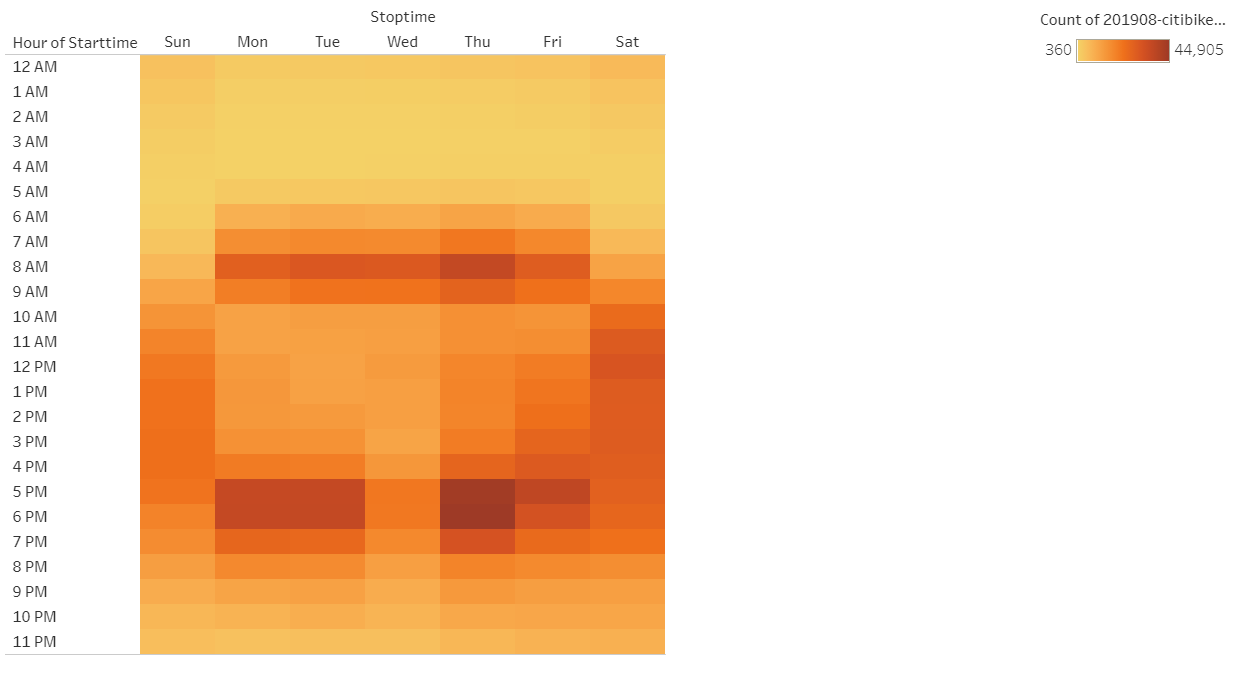 Stoptime
Count of 201908-citibike...
Hour of Starttime Sun Mon Tue Wed Thu Fri Sat
360 44,905
12 AM
1 AM
2 AM
3 AM
4 AM
5 AM
6 AM
7 AM
8 AM
9 AM
10 AM
11 AM
12 PM
1 PM
2 PM
3 PM
4 PM
5 PM
6 PM
7 PM
8 PM
9 PM
10 PM
11 PM